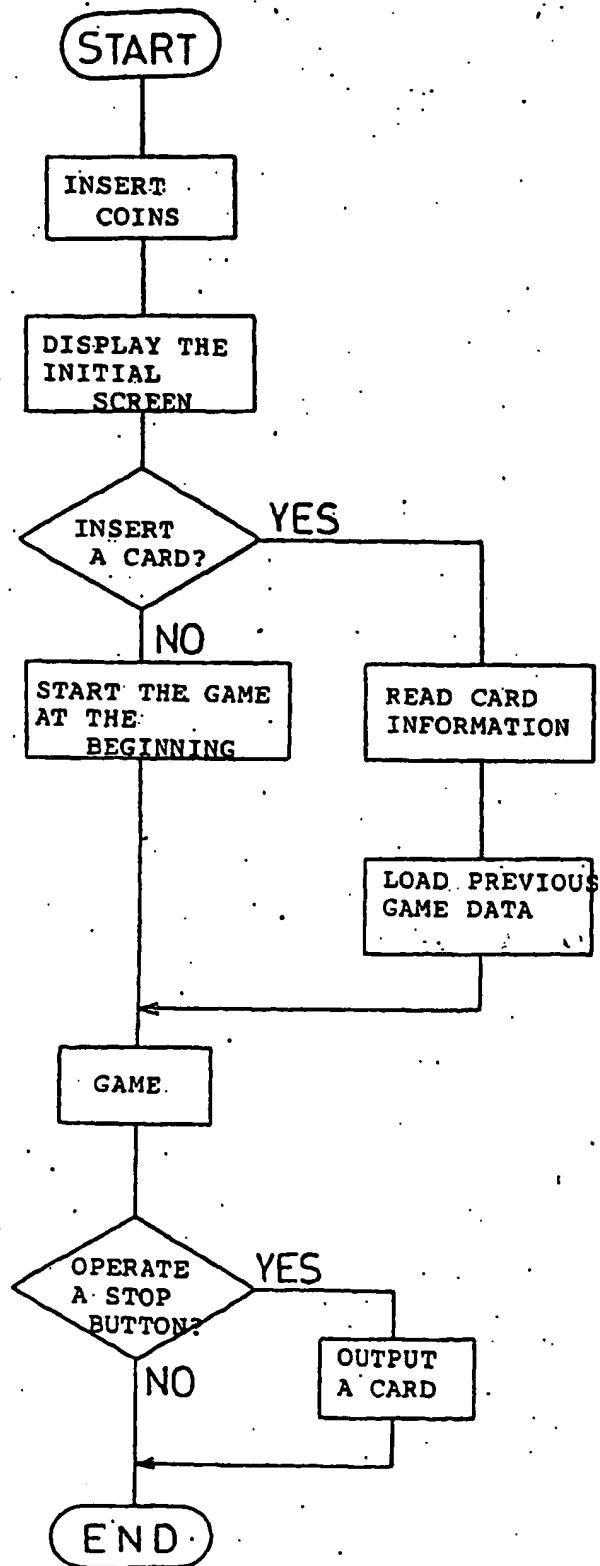 START
INSERT
COINS
DISPLAY THE
INITIAL
SCREEN
INSERT
A CARD?
YES
NO
START THE GAME
AT THE
BEGINNING
READ CARD
INFORMATION
LOAD PREVIOUS
GAME DATA
GAME
OPERATE
A STOP
BUTTON?
YES
NO
OUTPUT
A CARD
END